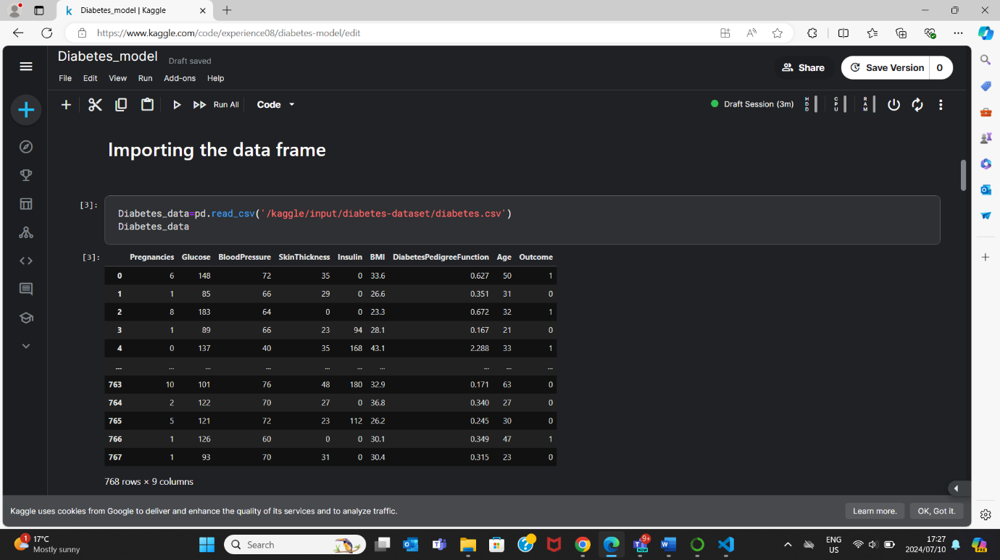 Diabetes_model | Kaggle
https://www.kaggle.com/code/experience08/diabetes-model/edit
Diabetes_model Draft saved
Share
Save Version 0
File Edit View Run Add-ons Help
Run All Code
Draft Session (3m) HDD CPU RAM
Importing the data frame
[3]:
Diabetes_data=pd.read_csv('/kaggle/input/diabetes-dataset/diabetes.csv')
Diabetes_data
[3]:
Pregnancies Glucose BloodPressure SkinThickness Insulin BMI DiabetesPedigreeFunction Age Outcome
0 6 148 72 35 0 33.6 0.627 50 1
1 1 85 66 29 0 26.6 0.351 31 0
2 8 183 64 0 0 23.3 0.672 32 1
3 1 89 66 23 94 28.1 0.167 21 0
4 0 137 40 35 168 43.1 2.288 33 1
... ... ... ... ... ... ... ... ... ...
763 10 101 76 48 180 32.9 0.171 63 0
764 2 122 70 27 0 36.8 0.340 27 0
765 5 121 72 23 112 26.2 0.245 30 0
766 1 126 60 0 0 30.1 0.349 47 1
767 1 93 70 31 0 30.4 0.315 23 0
768 rows × 9 columns
Kaggle uses cookies from Google to deliver and enhance the quality of its services and to analyze traffic.
Learn more. OK, Got it.
1 17°C
Mostly sunny
Search
9+
NEW
ENG
US
17:27
2024/07/10
PRE